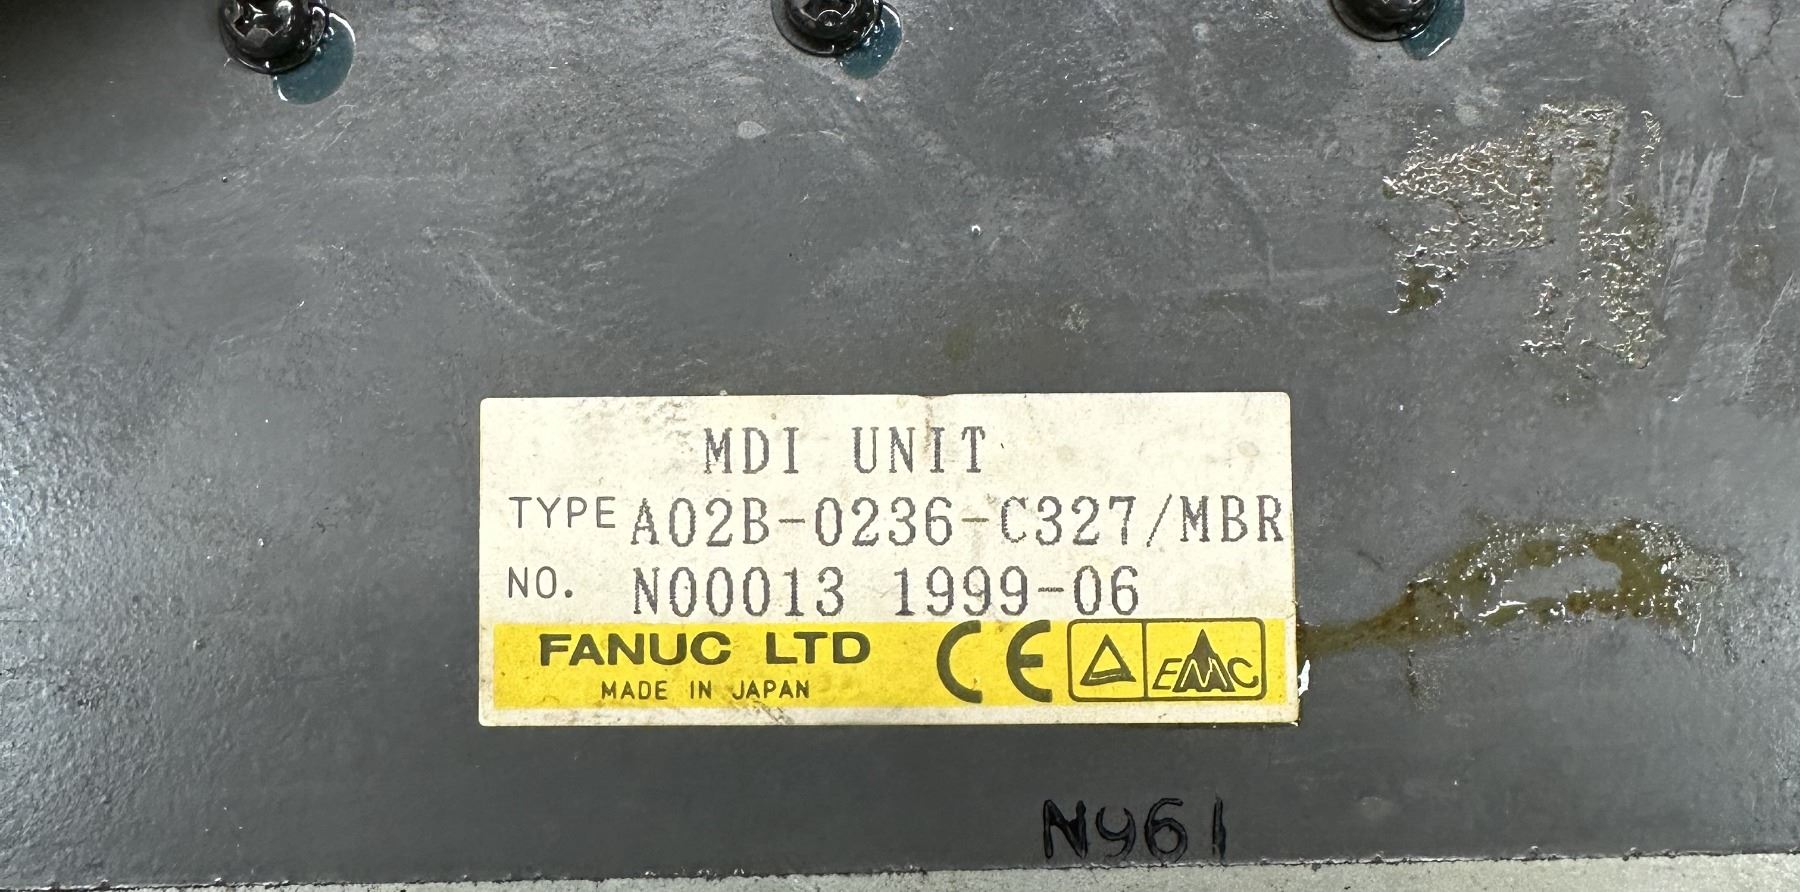 MDI UNIT
TYPE A02B-0236-C327/MBR
NO. N00013 1999-06
FANUC LTD CE EMC
MADE IN JAPAN
N961